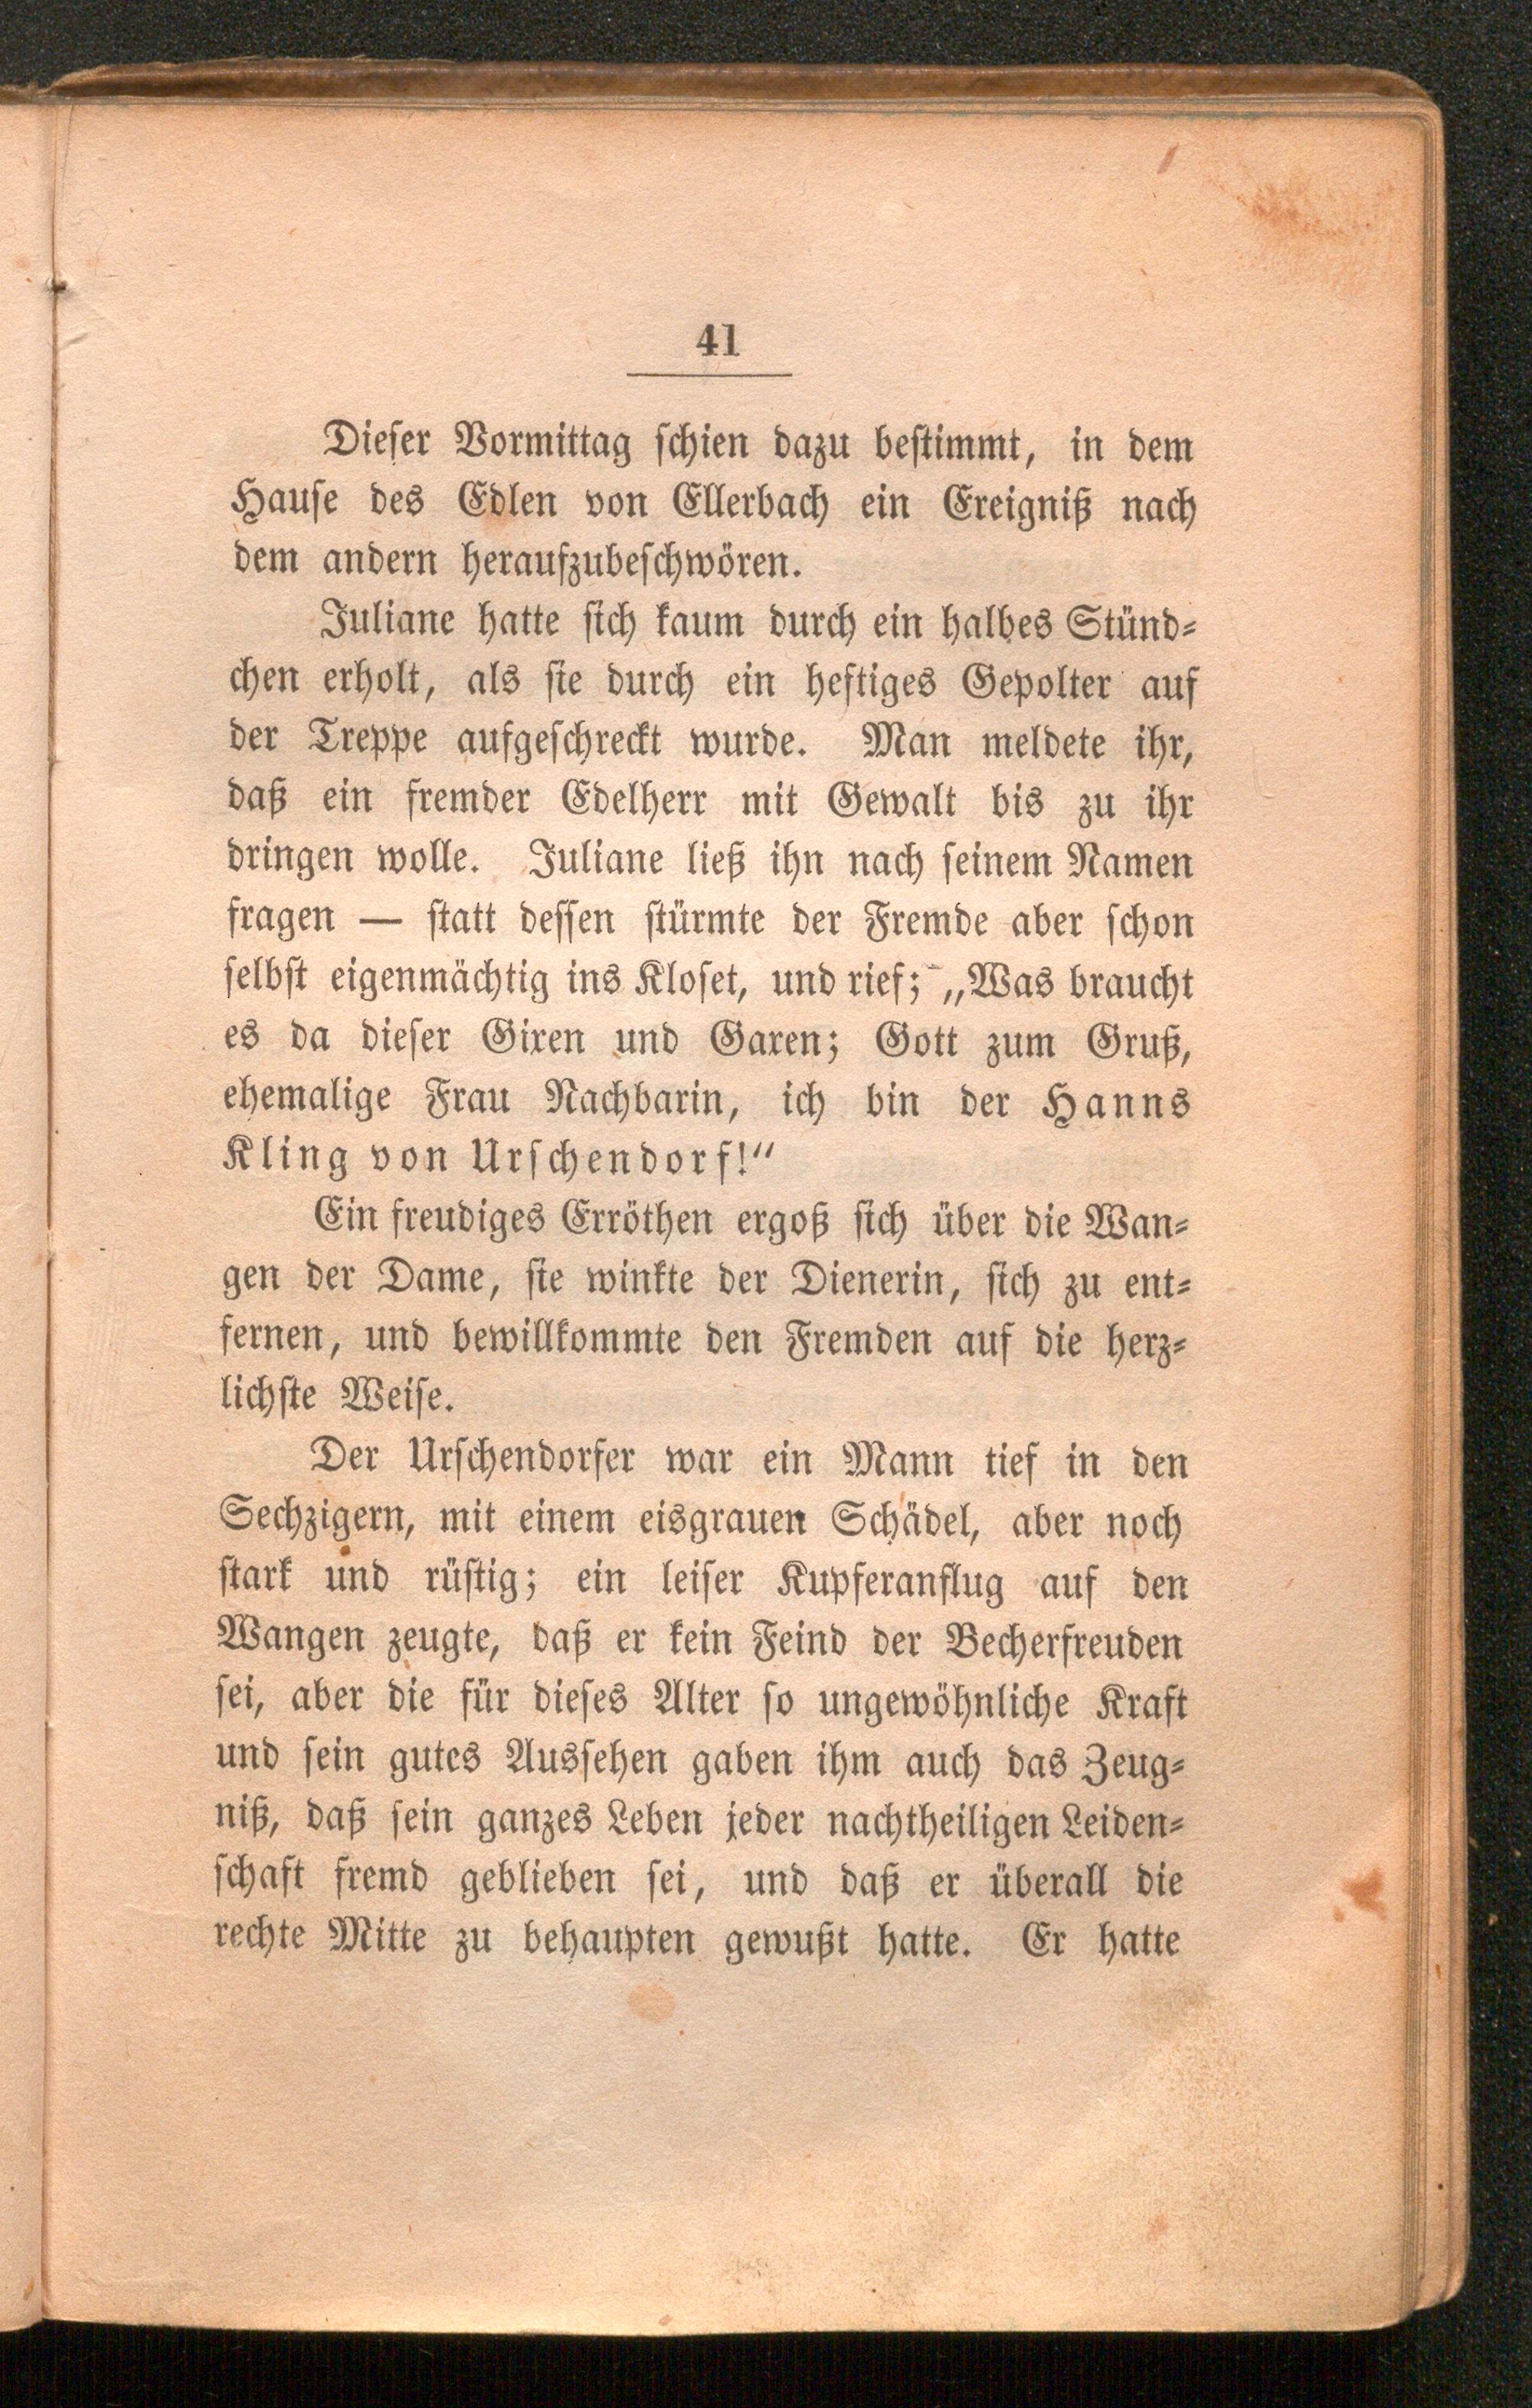 41
Dieser Vormittag schien dazu bestimmt, in dem
Hause des Edlen von Ellerbach ein Ereigniß nach
dem andern heraufzubeschwören.
Juliane hatte sich kaum durch ein halbes Stünd-
chen erholt, als sie durch ein heftiges Gepolter auf
der Treppe aufgeschreckt wurde. Man meldete ihr,
daß ein fremder Edelherr mit Gewalt bis zu ihr
dringen wolle. Juliane ließ ihn nach seinem Namen
fragen — statt dessen stürmte der Fremde aber schon
selbst eigenmächtig ins Kloset, und rief; „Was braucht
es da dieser Gixen und Gaxen; Gott zum Gruß,
ehemalige Frau Nachbarin, ich bin der Hanns
Kling von Urschendorf!“
Ein freudiges Erröthen ergoß sich über die Wan-
gen der Dame, sie winkte der Dienerin, sich zu ent-
fernen, und bewillkommte den Fremden auf die herz-
lichste Weise.
Der Urschendorfer war ein Mann tief in den
Sechzigern, mit einem eisgrauen Schädel, aber noch
stark und rüstig; ein leiser Kupferanflug auf den
Wangen zeugte, daß er kein Feind der Becherfreuden
sei, aber die für dieses Alter so ungewöhnliche Kraft
und sein gutes Aussehen gaben ihm auch das Zeug-
niß, daß sein ganzes Leben jeder nachtheiligen Leiden-
schaft fremd geblieben sei, und daß er überall die
rechte Mitte zu behaupten gewußt hatte. Er hatte